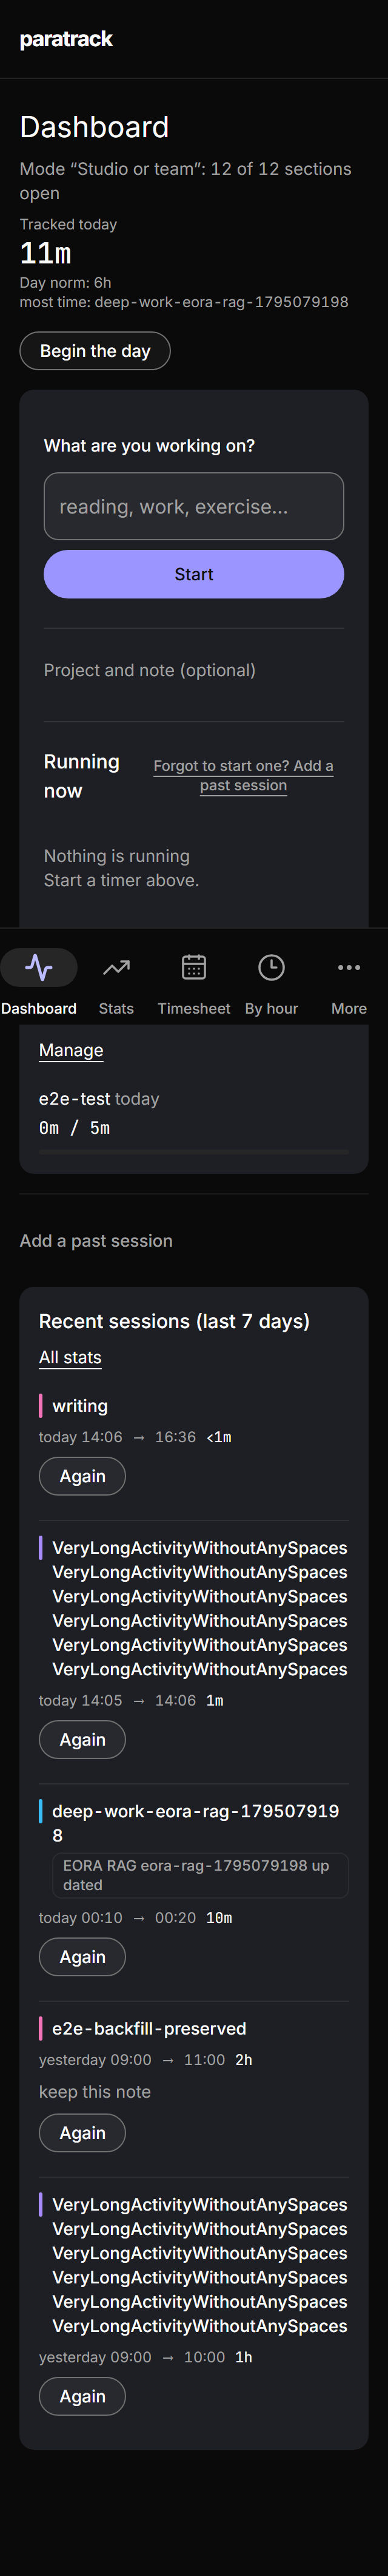 paratrack
Dashboard
Mode “Studio or team”: 12 of 12 sections
open
Tracked today
11m
Day norm: 6h
most time: deep-work-eora-rag-1795079198
Begin the day
What are you working on?
reading, work, exercise...
Start
Project and note (optional)
Running
now
Forgot to start one? Add a
past session
Nothing is running
Start a timer above.
Dashboard Stats Timesheet By hour More
Manage
e2e-test today
0m / 5m
Add a past session
Recent sessions (last 7 days)
All stats
writing
today 14:06 → 16:36 <1m
Again
VeryLongActivityWithoutAnySpaces
VeryLongActivityWithoutAnySpaces
VeryLongActivityWithoutAnySpaces
VeryLongActivityWithoutAnySpaces
VeryLongActivityWithoutAnySpaces
VeryLongActivityWithoutAnySpaces
today 14:05 → 14:06 1m
Again
deep-work-eora-rag-179507919
8
EORA RAG eora-rag-1795079198 up
dated
today 00:10 → 00:20 10m
Again
e2e-backfill-preserved
yesterday 09:00 → 11:00 2h
keep this note
Again
VeryLongActivityWithoutAnySpaces
VeryLongActivityWithoutAnySpaces
VeryLongActivityWithoutAnySpaces
VeryLongActivityWithoutAnySpaces
VeryLongActivityWithoutAnySpaces
VeryLongActivityWithoutAnySpaces
yesterday 09:00 → 10:00 1h
Again